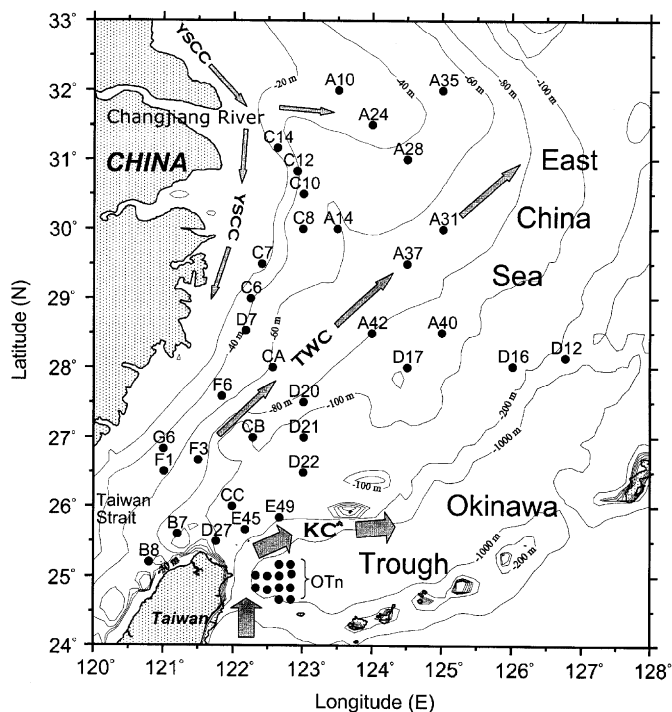 33°
32°
31°
30°
29°
28°
27°
26°
25°
24°
120°
121°
122°
123°
124°
125°
126°
127°
128°
Latitude (N)
Longitude (E)
YSCC
Changjiang River
CHINA
YSCC
-20 m
-40 m
-60 m
-80 m
-100 m
A10
A35
A24
A28
C14
C12
C10
C8
A14
A31
East
China
Sea
C7
C6
D7
A37
-40 m
-60 m
TWC
A42
A40
CA
D17
D16
D12
F6
D20
-80 m
-100 m
-200 m
-1000 m
G6
F1
F3
CB
D21
D22
-100 m
Taiwan
Strait
CC
E45
E49
B7
D27
B8
-20 m
KC
Okinawa
Trough
OTn
-1000 m
-200 m
Taiwan